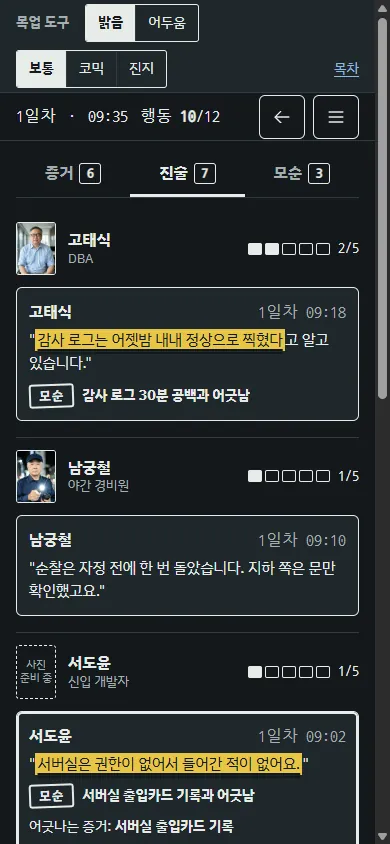 목업 도구 밝음 어두움
보통 코믹 진지 목차
1일차 · 09:35 행동 10/12
증거 6 진술 7 모순 3
고태식
DBA
2/5
고태식 1일차 09:18
"감사 로그는 어젯밤 내내 정상으로 찍혔다고 알고
있습니다."
모순 감사 로그 30분 공백과 어긋남
남궁철
야간 경비원
1/5
남궁철 1일차 09:10
"순찰은 자정 전에 한 번 돌았습니다. 지하 쪽은 문만
확인했고요."
사진
준비 중
서도윤
신입 개발자
1/5
서도윤 1일차 09:02
"서버실은 권한이 없어서 들어간 적이 없어요."
모순 서버실 출입카드 기록과 어긋남
어긋나는 증거: 서버실 출입카드 기록